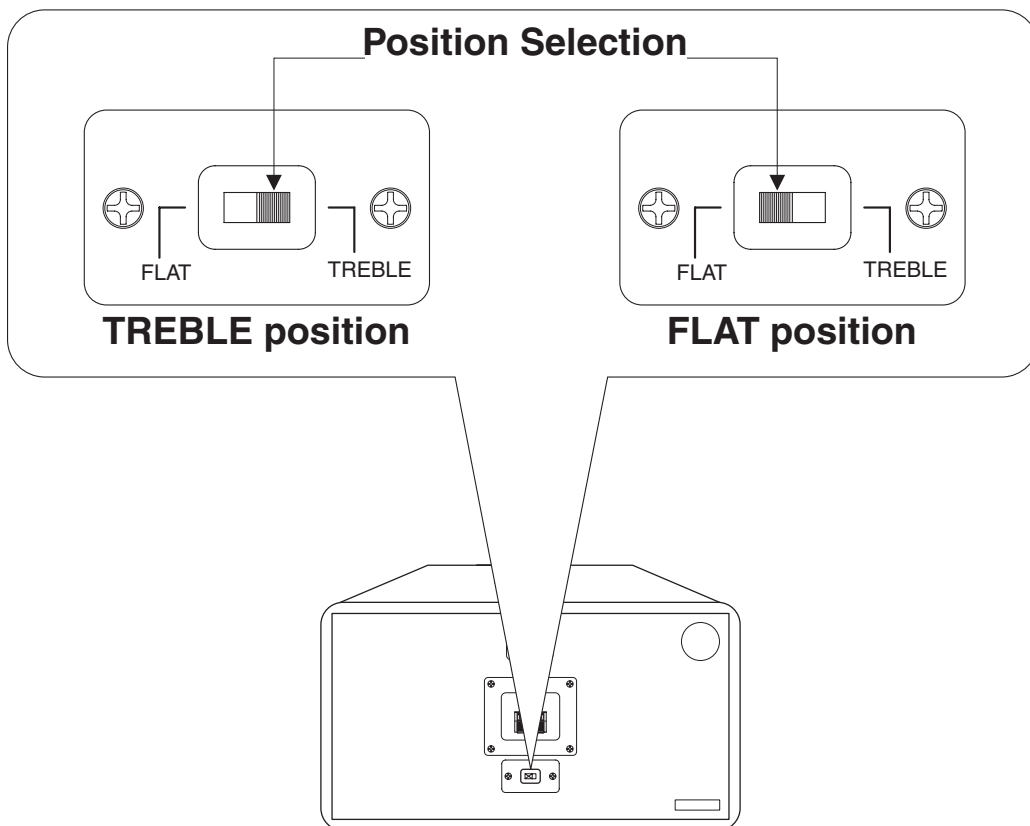 Position Selection
FLAT TREBLE
FLAT TREBLE
TREBLE position
FLAT position